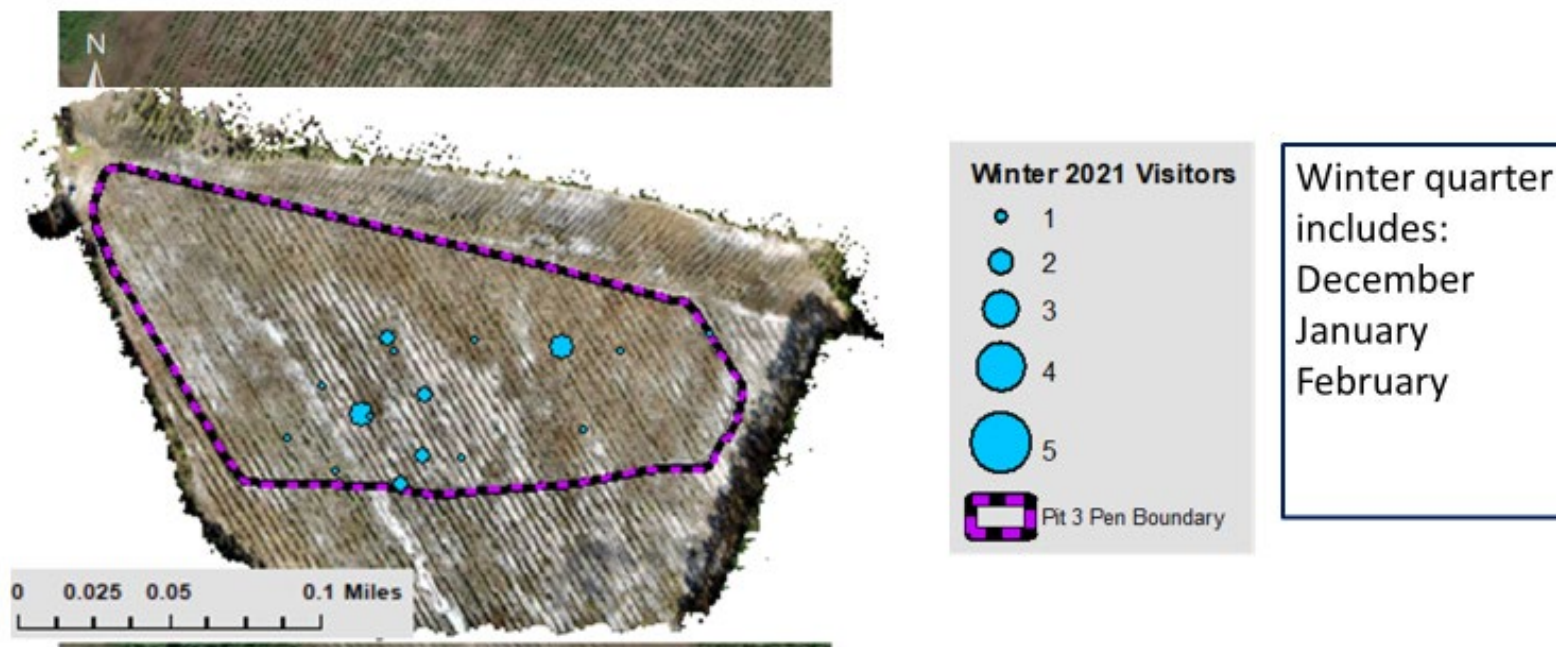 N
0 0.025 0.05 0.1 Miles
Winter 2021 Visitors
1
2
3
4
5
Pit 3 Pen Boundary
Winter quarter
includes:
December
January
February